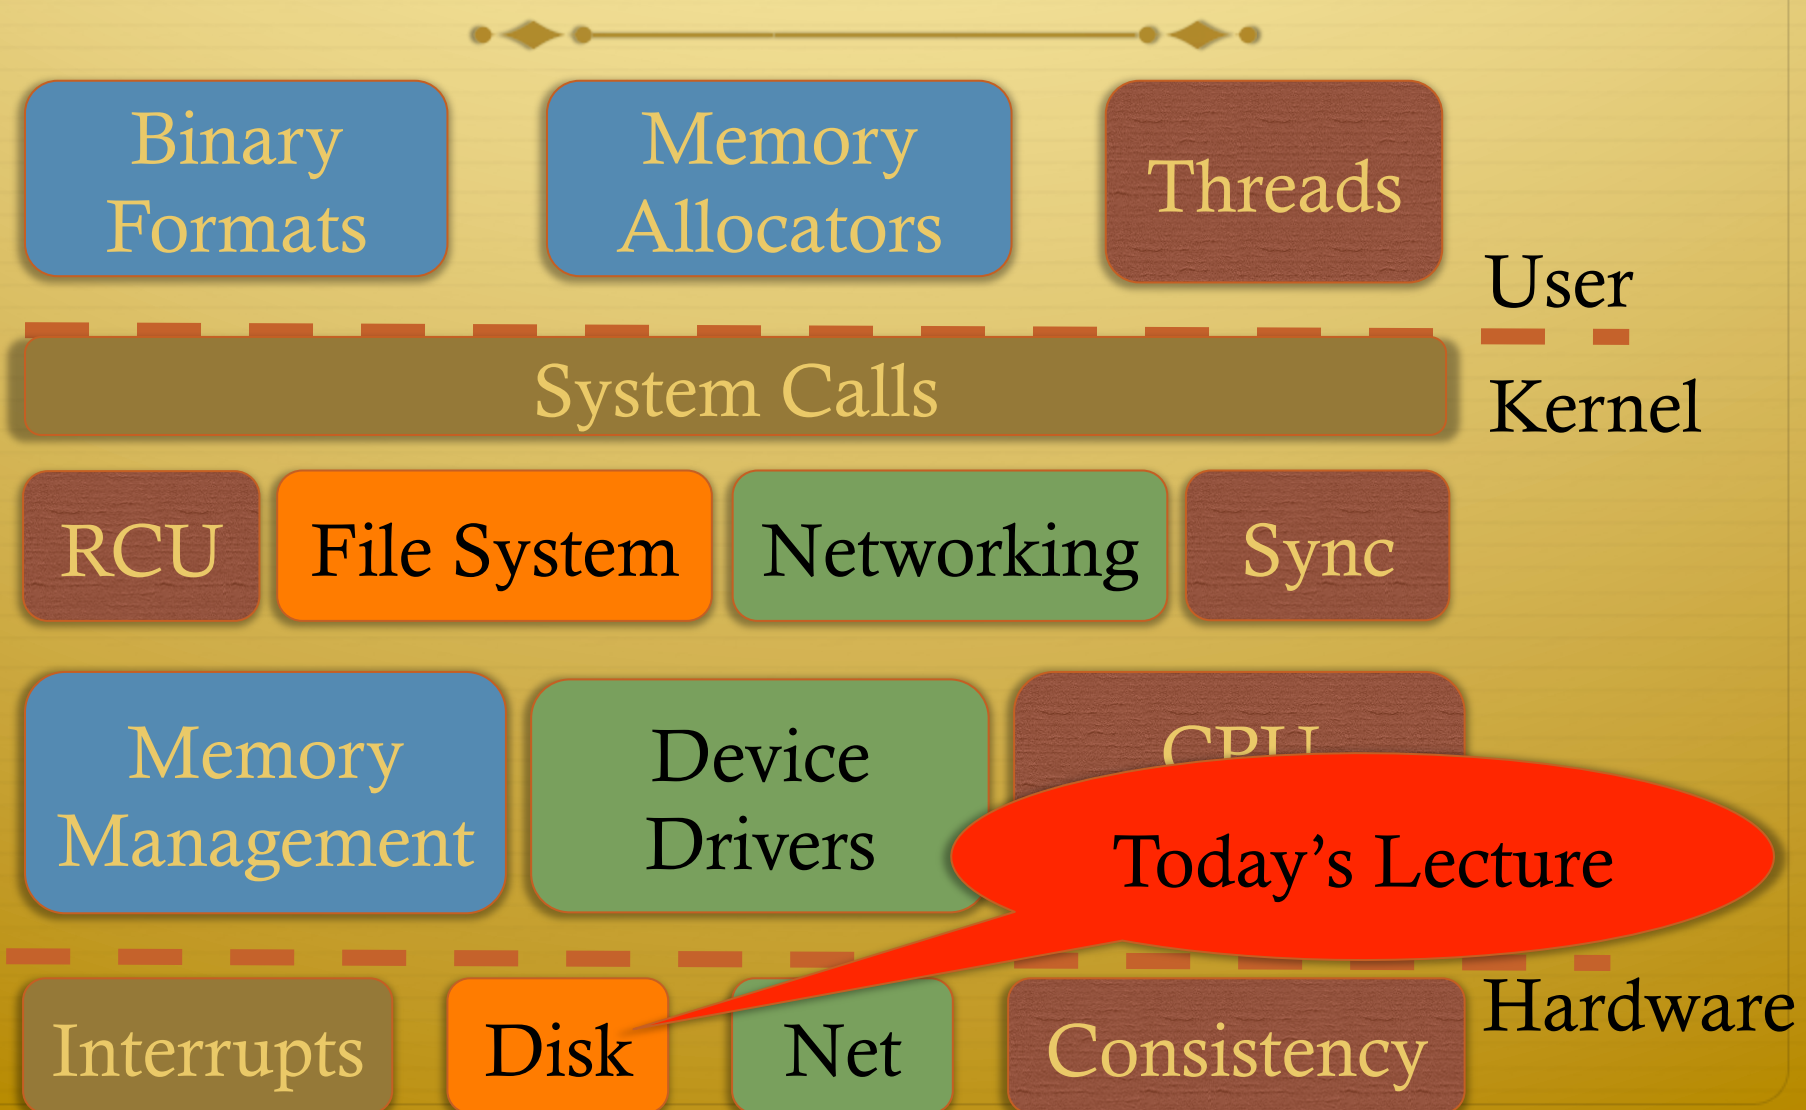 Binary
Formats
Memory
Allocators
Threads
User
System Calls
Kernel
RCU
File System
Networking
Sync
Memory
Management
Device
Drivers
CPU
Today’s Lecture
Hardware
Interrupts
Disk
Net
Consistency